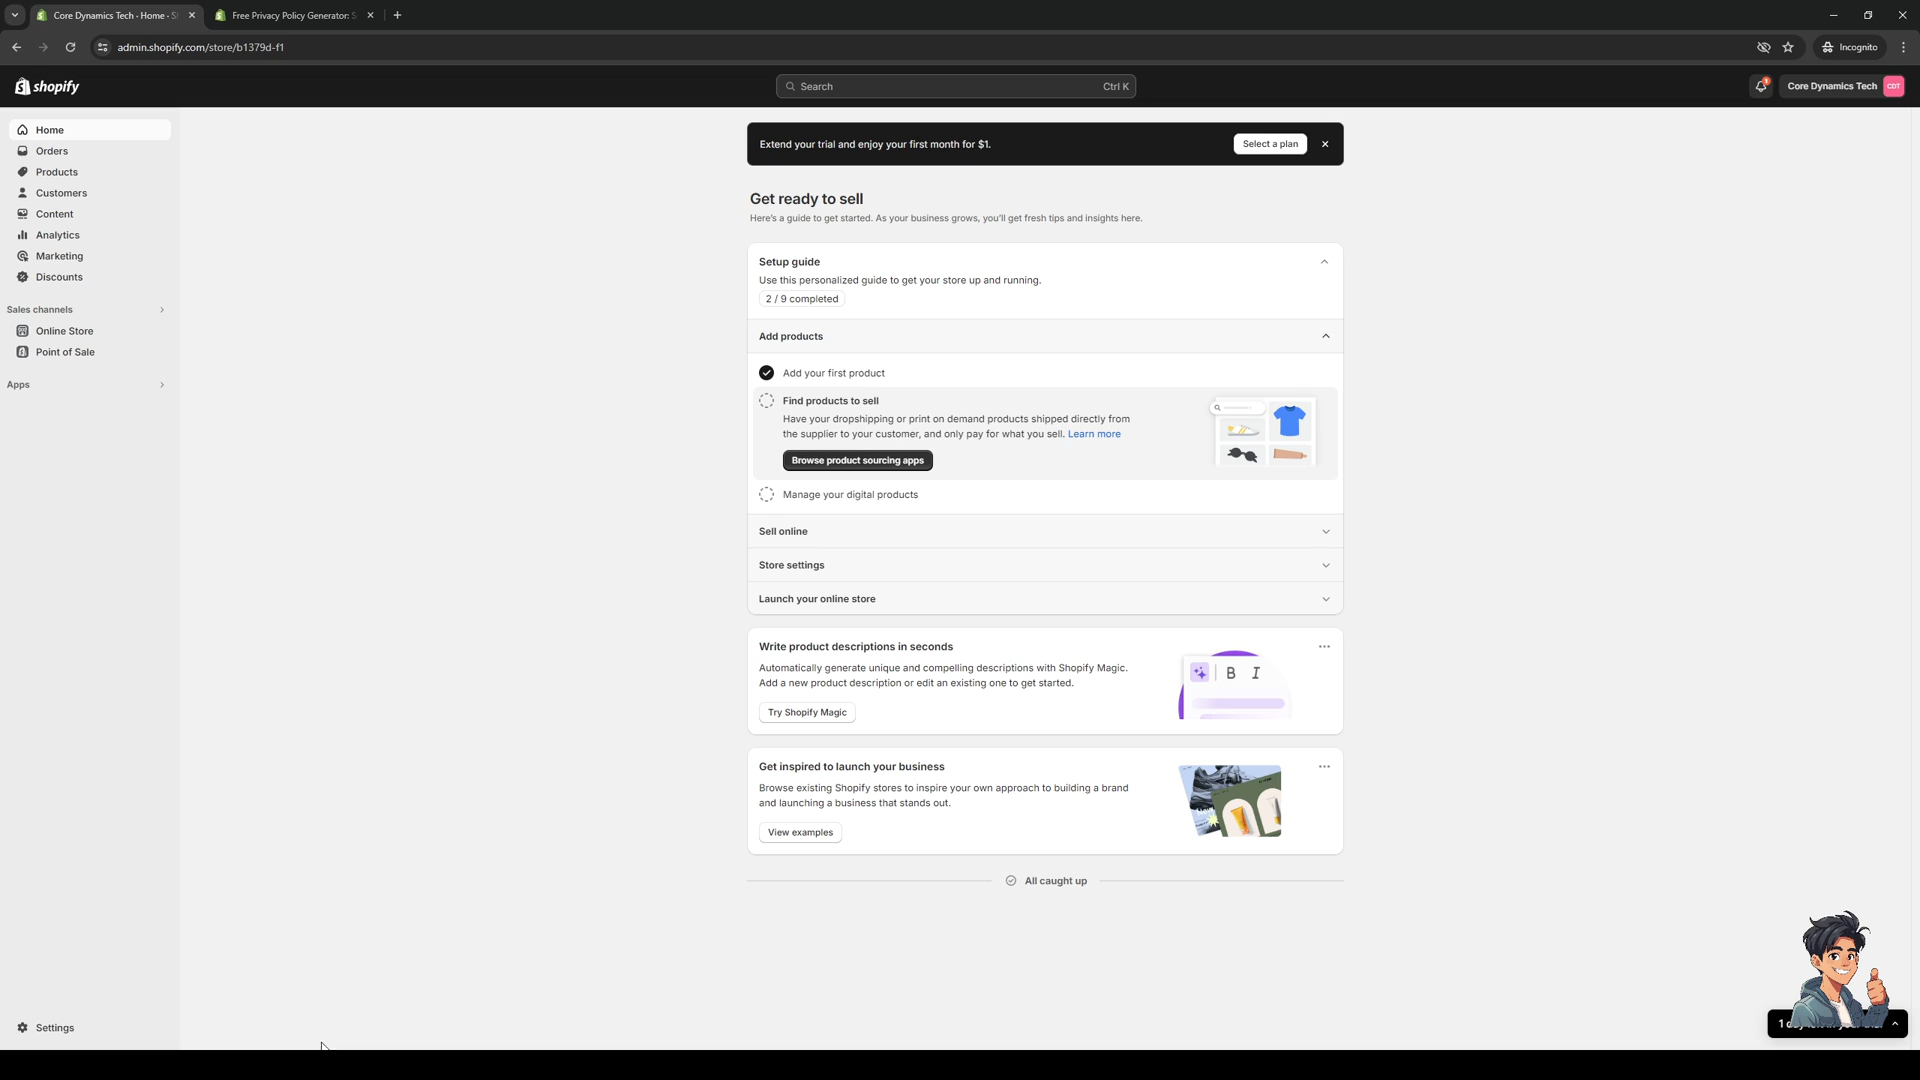 Core Dynamics Tech · Home · S
Free Privacy Policy Generator: S
admin.shopify.com/store/b1379d-f1
Incognito
shopify
Search
Ctrl K
1
Core Dynamics Tech
CDT
Home
Orders
Products
Customers
Content
Analytics
Marketing
Discounts
Sales channels
Online Store
Point of Sale
Apps
Settings
Extend your trial and enjoy your first month for $1.
Select a plan
Get ready to sell
Here's a guide to get started. As your business grows, you'll get fresh tips and insights here.
Setup guide
Use this personalized guide to get your store up and running.
2 / 9 completed
Add products
Add your first product
Find products to sell
Have your dropshipping or print on demand products shipped directly from
the supplier to your customer, and only pay for what you sell. Learn more
Browse product sourcing apps
Manage your digital products
Sell online
Store settings
Launch your online store
Write product descriptions in seconds
Automatically generate unique and compelling descriptions with Shopify Magic.
Add a new product description or edit an existing one to get started.
Try Shopify Magic
B I
Get inspired to launch your business
Browse existing Shopify stores to inspire your own approach to building a brand
and launching a business that stands out.
View examples
All caught up
1